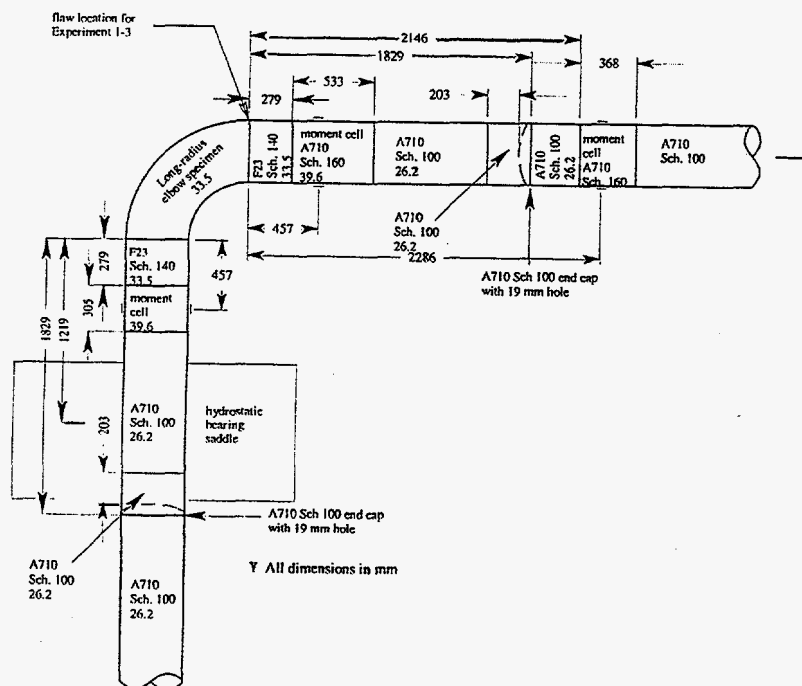 flaw location for
Experiment 1-3
2146
1829
368
533
203
279
Long-radius
elbow specimen
33.5
F23
Sch. 140
33.5
moment cell
A710
Sch. 160
39.6
A710
Sch. 100
26.2
A710
Sch. 100
26.2
moment
cell
A710
Sch. 160
A710
Sch. 100
457
A710
Sch. 100
26.2
2286
A710 Sch 100 end cap
with 19 mm hole
279
F23
Sch. 140
33.5
457
305
moment
cell
39.6
1829
1219
A710
Sch. 100
26.2
hydrostatic
bearing
saddle
203
A710 Sch 100 end cap
with 19 mm hole
A710
Sch. 100
26.2
A710
Sch. 100
26.2
Ұ All dimensions in mm